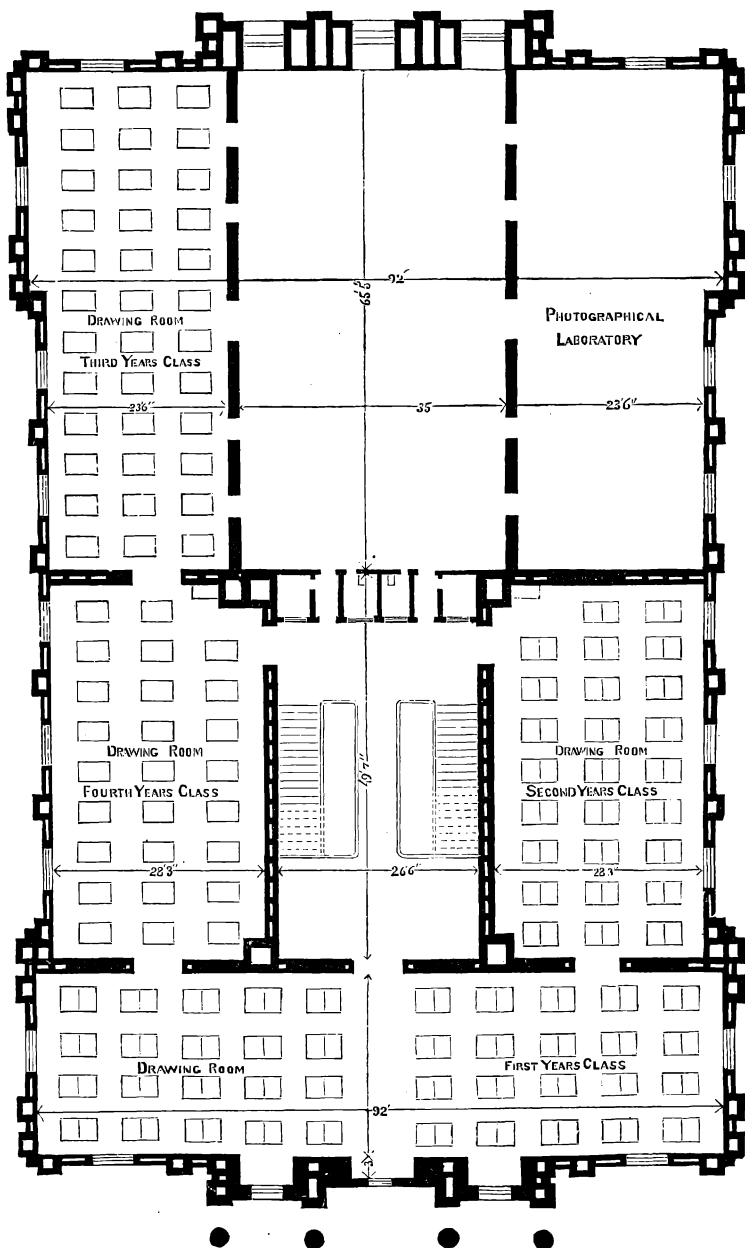 92'
65'6"
DRAWING ROOM
THIRD YEARS CLASS
PHOTOGRAPHICAL
LABORATORY
23'6"
35
23'6"
DRAWING ROOM
FOURTH YEARS CLASS
49'7"
DRAWING ROOM
SECOND YEARS CLASS
28'3"
26'6"
28'3"
DRAWING ROOM
FIRST YEARS CLASS
92'